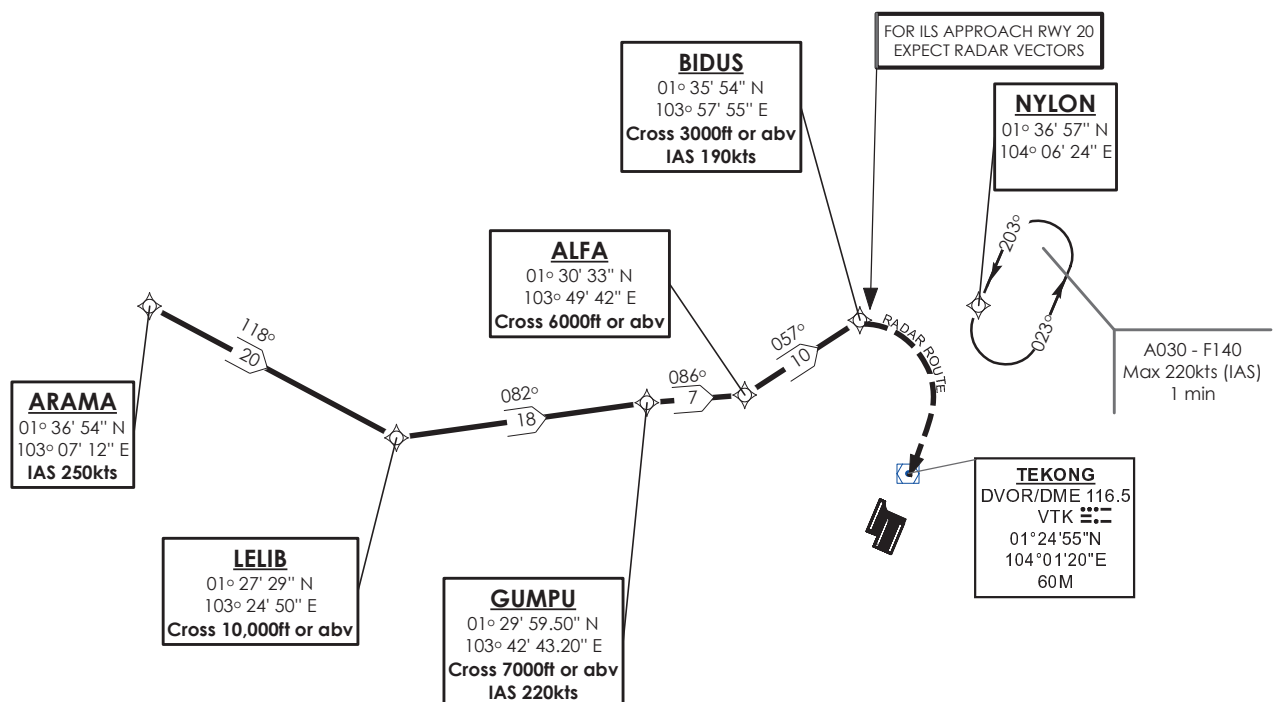 FOR ILS APPROACH RWY 20
EXPECT RADAR VECTORS
BIDUS
01° 35' 54" N
103° 57' 55" E
Cross 3000ft or abv
IAS 190kts
NYLON
01° 36' 57" N
104° 06' 24" E
ALFA
01° 30' 33" N
103° 49' 42" E
Cross 6000ft or abv
203°
023°
RADAR ROUTE
118°
20
057°
10
082°
18
086°
7
A030 - F140
Max 220kts (IAS)
1 min
ARAMA
01° 36' 54" N
103° 07' 12" E
IAS 250kts
TEKONG
DVOR/DME 116.5
VTK
01°24'55"N
104°01'20"E
60M
LELIB
01° 27' 29" N
103° 24' 50" E
Cross 10,000ft or abv
GUMPU
01° 29' 59.50" N
103° 42' 43.20" E
Cross 7000ft or abv
IAS 220kts